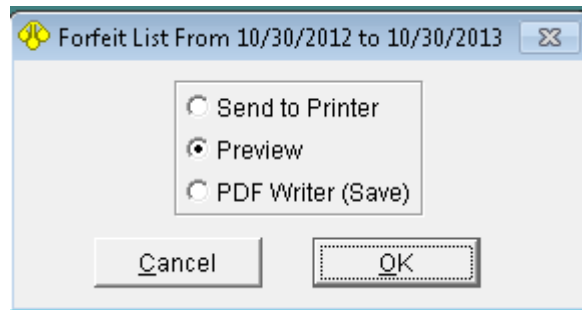 Forfeit List From 10/30/2012 to 10/30/2013
Send to Printer
Preview
PDF Writer (Save)
Cancel OK